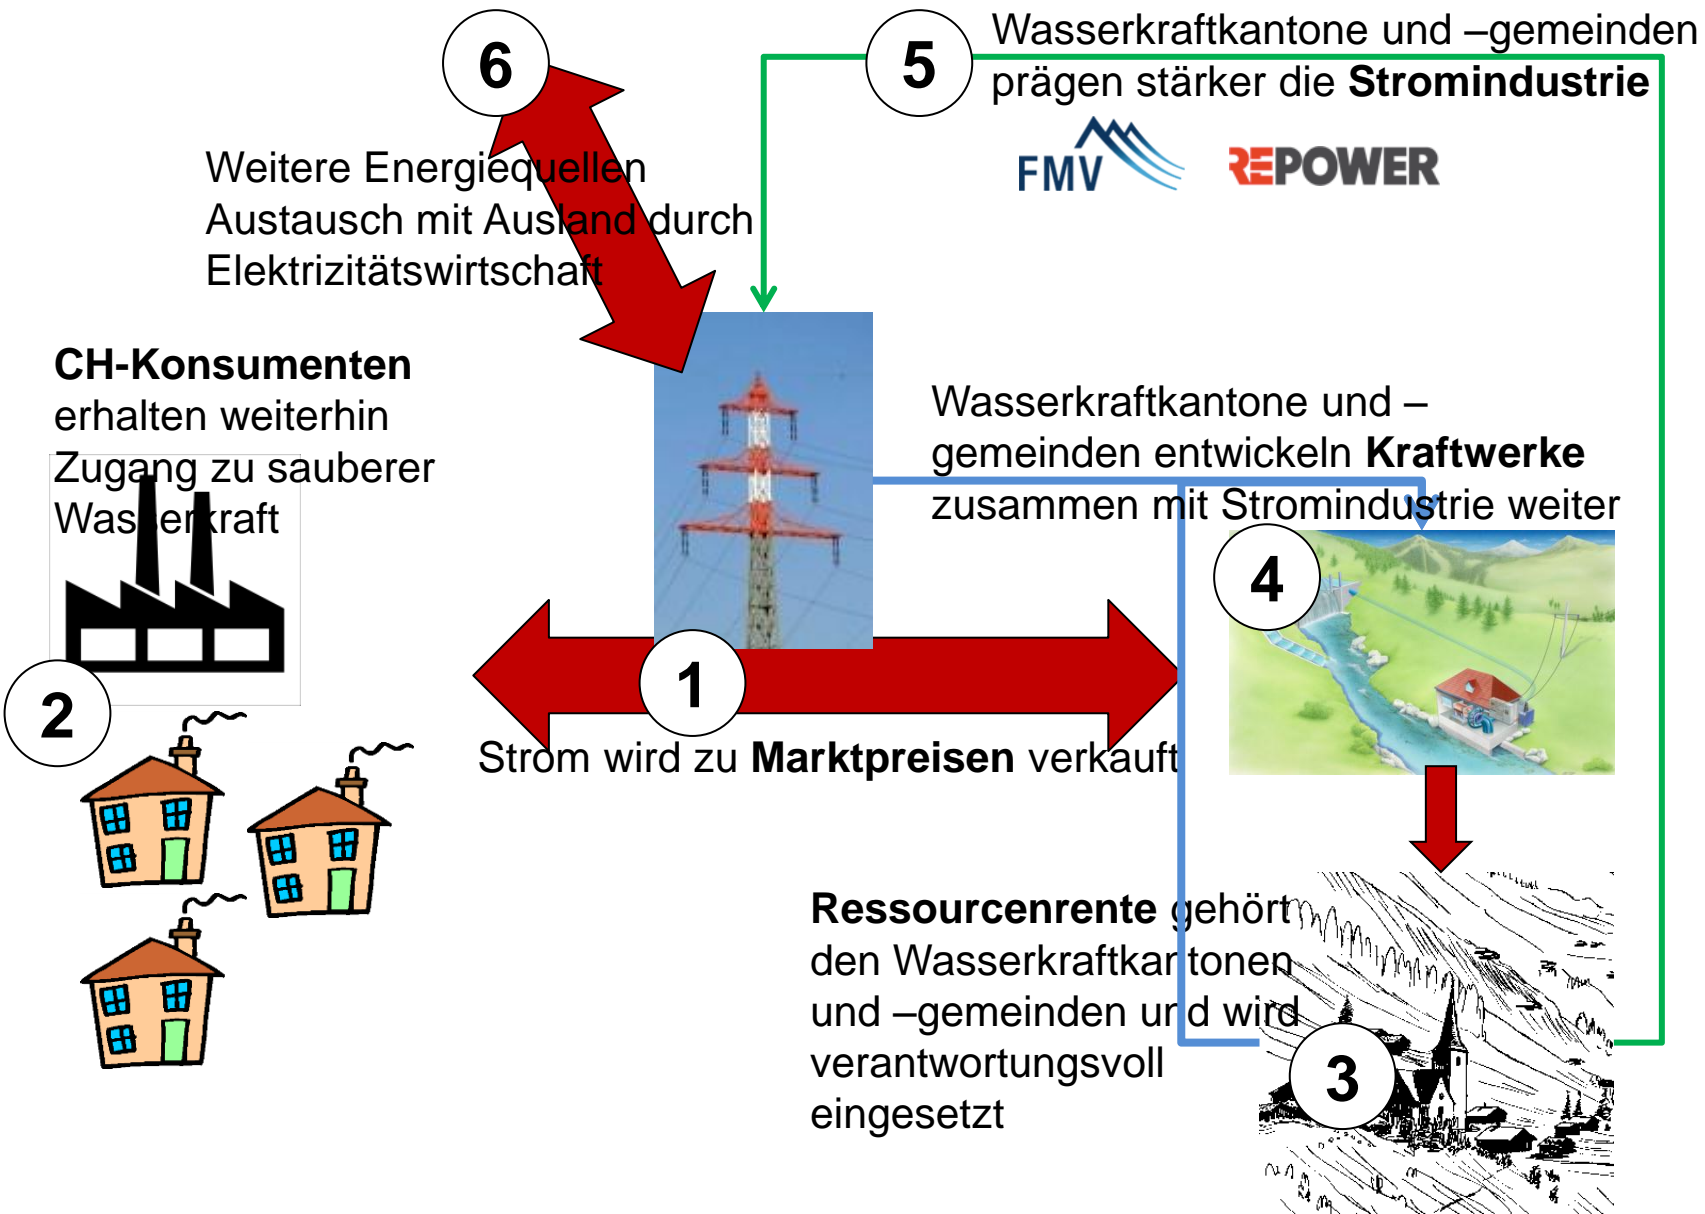 6
5
Wasserkraftkantone und –gemeinden
prägen stärker die Stromindustrie
FMV
REPOWER
Weitere Energiequellen
Austausch mit Ausland durch
Elektrizitätswirtschaft
CH-Konsumenten
erhalten weiterhin
Zugang zu sauberer
Wasserkraft
Wasserkraftkantone und –
gemeinden entwickeln Kraftwerke
zusammen mit Stromindustrie weiter
4
1
2
Strom wird zu Marktpreisen verkauft
Ressourcenrente gehört
den Wasserkraftkantonen
und –gemeinden und wird
verantwortungsvoll
eingesetzt
3